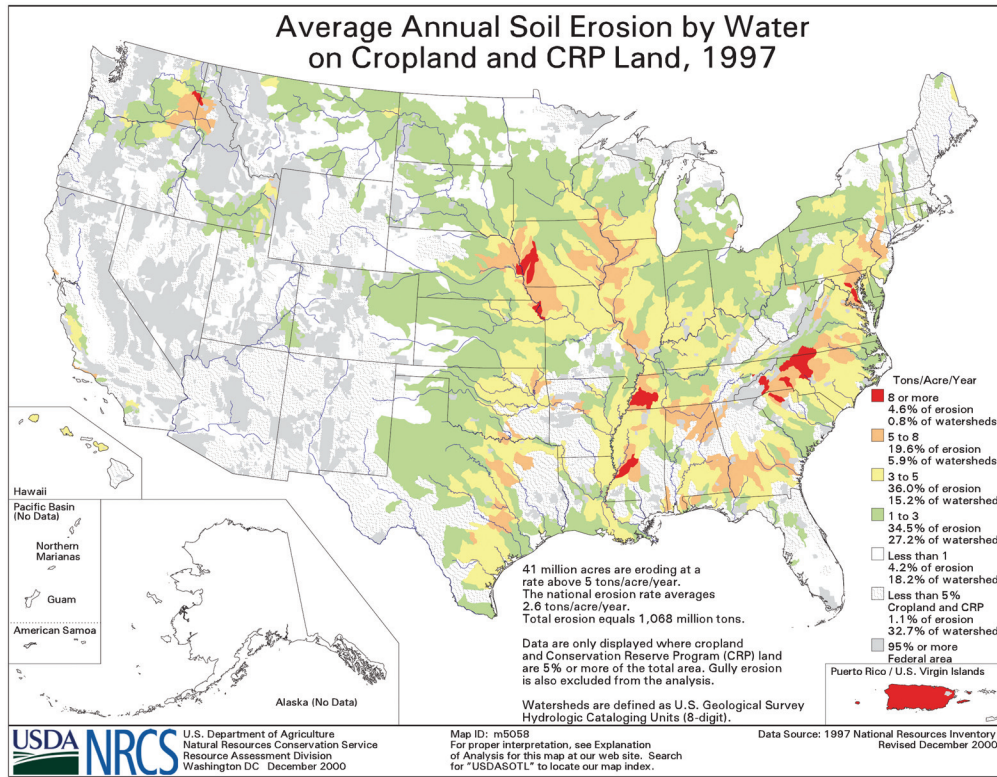 Average Annual Soil Erosion by Water
on Cropland and CRP Land, 1997
Tons/Acre/Year
8 or more
4.6% of erosion
0.8% of watersheds
5 to 8
19.6% of erosion
5.9% of watersheds
3 to 5
36.0% of erosion
15.2% of watershed
1 to 3
34.5% of erosion
27.2% of watershed
Less than 1
4.2% of erosion
18.2% of watershed
Less than 5%
Cropland and CRP
1.1% of erosion
32.7% of watershed
95% or more
Federal area
Hawaii
Pacific Basin
(No Data)
Northern
Marianas
Guam
American Samoa
Alaska (No Data)
41 million acres are eroding at a
rate above 5 tons/acre/year.
The national erosion rate averages
2.6 tons/acre/year.
Total erosion equals 1,068 million tons.
Data are only displayed where cropland
and Conservation Reserve Program (CRP) land
are 5% or more of the total area. Gully erosion
is also excluded from the analysis.
Watersheds are defined as U.S. Geological Survey
Hydrologic Cataloging Units (8-digit).
Puerto Rico / U.S. Virgin Islands
USDA
NRCS
U.S. Department of Agriculture
Natural Resources Conservation Service
Resource Assessment Division
Washington DC December 2000
Map ID: m5058
For proper interpretation, see Explanation
of Analysis for this map at our web site. Search
for "USDASOTL" to locate our map index.
Data Source: 1997 National Resources Inventory
Revised December 2000